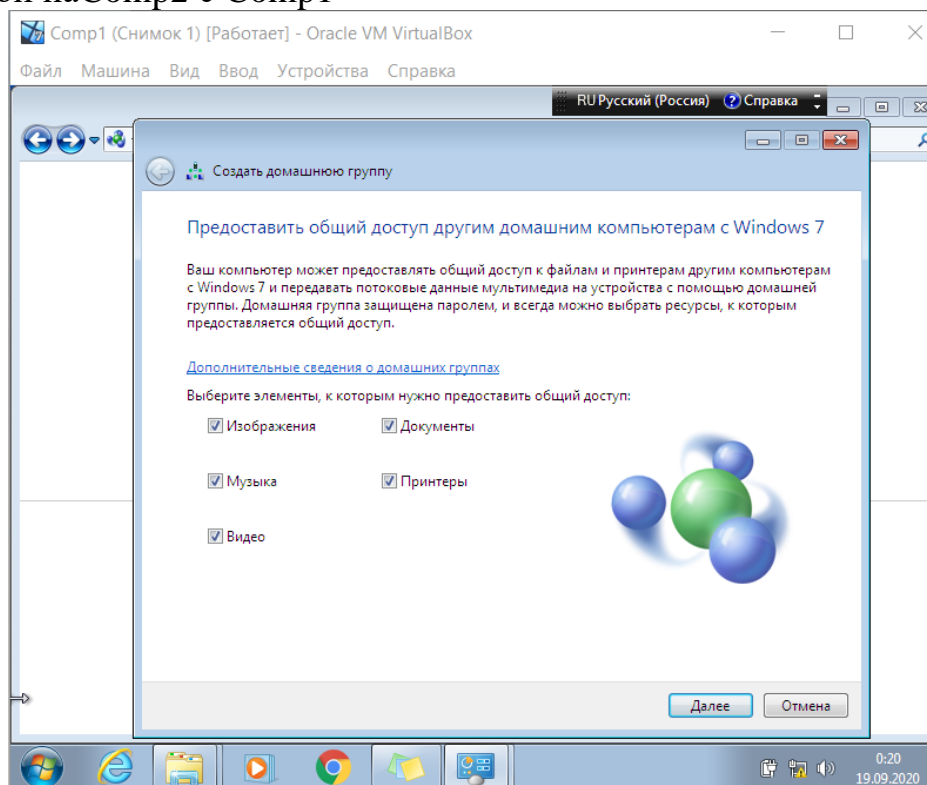 наComp2 с Comp1
Comp1 (Снимок 1) [Работает] - Oracle VM VirtualBox
Файл Машина Вид Ввод Устройства Справка
RU Русский (Россия) ? Справка
Создать домашнюю группу
Предоставить общий доступ другим домашним компьютерам с Windows 7
Ваш компьютер может предоставлять общий доступ к файлам и принтерам другим компьютерам
с Windows 7 и передавать потоковые данные мультимедиа на устройства с помощью домашней
группы. Домашняя группа защищена паролем, и всегда можно выбрать ресурсы, к которым
предоставляется общий доступ.
Дополнительные сведения о домашних группах
Выберите элементы, к которым нужно предоставить общий доступ:
Изображения Документы
Музыка Принтеры
Видео
Далее Отмена
0:20
19.09.2020